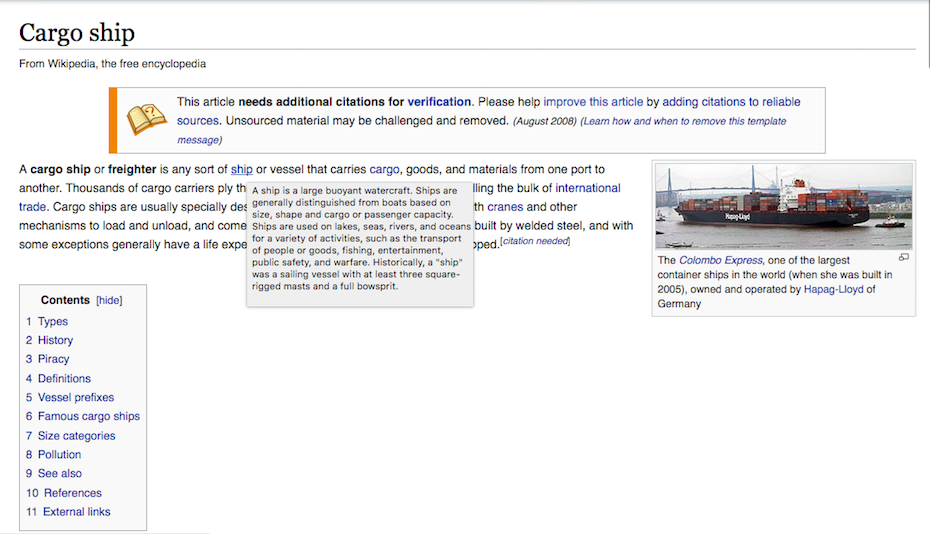 Cargo ship
From Wikipedia, the free encyclopedia
This article needs additional citations for verification. Please help improve this article by adding citations to reliable
sources. Unsourced material may be challenged and removed. (August 2008) (Learn how and when to remove this template
message)
A cargo ship or freighter is any sort of ship or vessel that carries cargo, goods, and materials from one port to
another. Thousands of cargo carriers ply th lling the bulk of international
trade. Cargo ships are usually specially des th cranes and other
mechanisms to load and unload, and come built by welded steel, and with
some exceptions generally have a life expe pped.[citation needed]
A ship is a large buoyant watercraft. Ships are
generally distinguished from boats based on
size, shape and cargo or passenger capacity.
Ships are used on lakes, seas, rivers, and oceans
for a variety of activities, such as the transport
of people or goods, fishing, entertainment,
public safety, and warfare. Historically, a "ship"
was a sailing vessel with at least three square-
rigged masts and a full bowsprit.
Hapag-Lloyd
The Colombo Express, one of the largest
container ships in the world (when she was built in
2005), owned and operated by Hapag-Lloyd of
Germany
Contents [hide]
1 Types
2 History
3 Piracy
4 Definitions
5 Vessel prefixes
6 Famous cargo ships
7 Size categories
8 Pollution
9 See also
10 References
11 External links